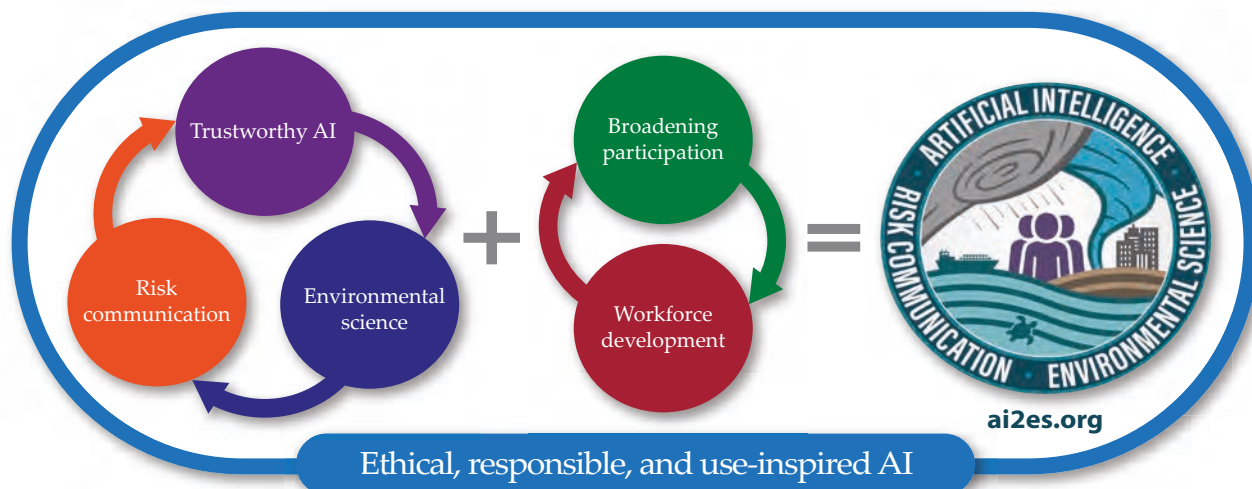 Trustworthy AI
Risk
communication
Environmental
science
+
Broadening
participation
Workforce
development
=
ARTIFICIAL INTELLIGENCE
RISK COMMUNICATION
ENVIRONMENTAL SCIENCE
ai2es.org
Ethical, responsible, and use-inspired AI